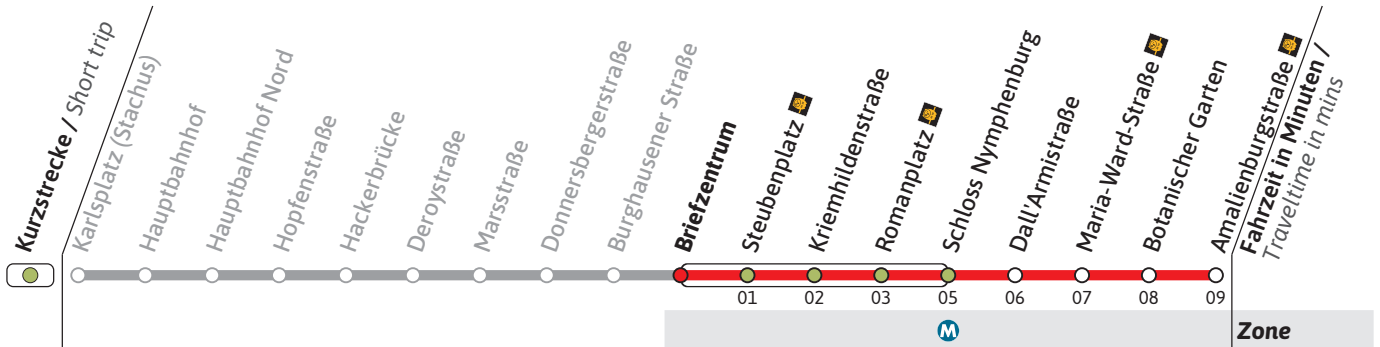 Kurzstrecke / Short trip
Karlsplatz (Stachus)
Hauptbahnhof
Hauptbahnhof Nord
Hopfenstraße
Hackerbrücke
Deroystraße
Marsstraße
Donnersbergerstraße
Burghausener Straße
Briefzentrum
Steubenplatz
Kriemhildenstraße
Romanplatz
Schloss Nymphenburg
Dall'Armistraße
Maria-Ward-Straße
Botanischer Garten
Amalienburgstraße
Fahrzeit in Minuten /
Traveltime in mins
01 02 03 05 06 07 08 09
M Zone